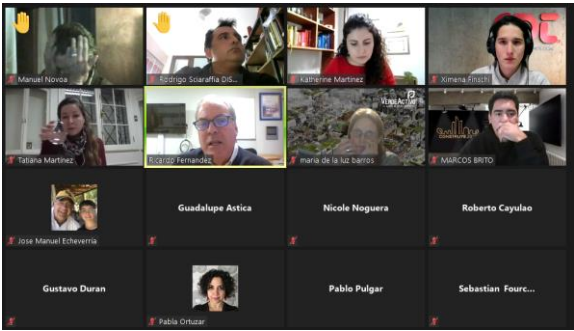 Manuel Novoa
Rodrigo Sciaraffia DIS...
Katherine Martinez
Ximena Finschi
Tatiana Martinez
Ricardo Fernandez
maria de la luz barros
MARCOS BRITO
Jose Manuel Echeverria
Guadalupe Astica
Nicole Noguera
Roberto Cayulao
Gustavo Duran
Pabla Ortuzar
Pablo Pulgar
Sebastian Fourc...